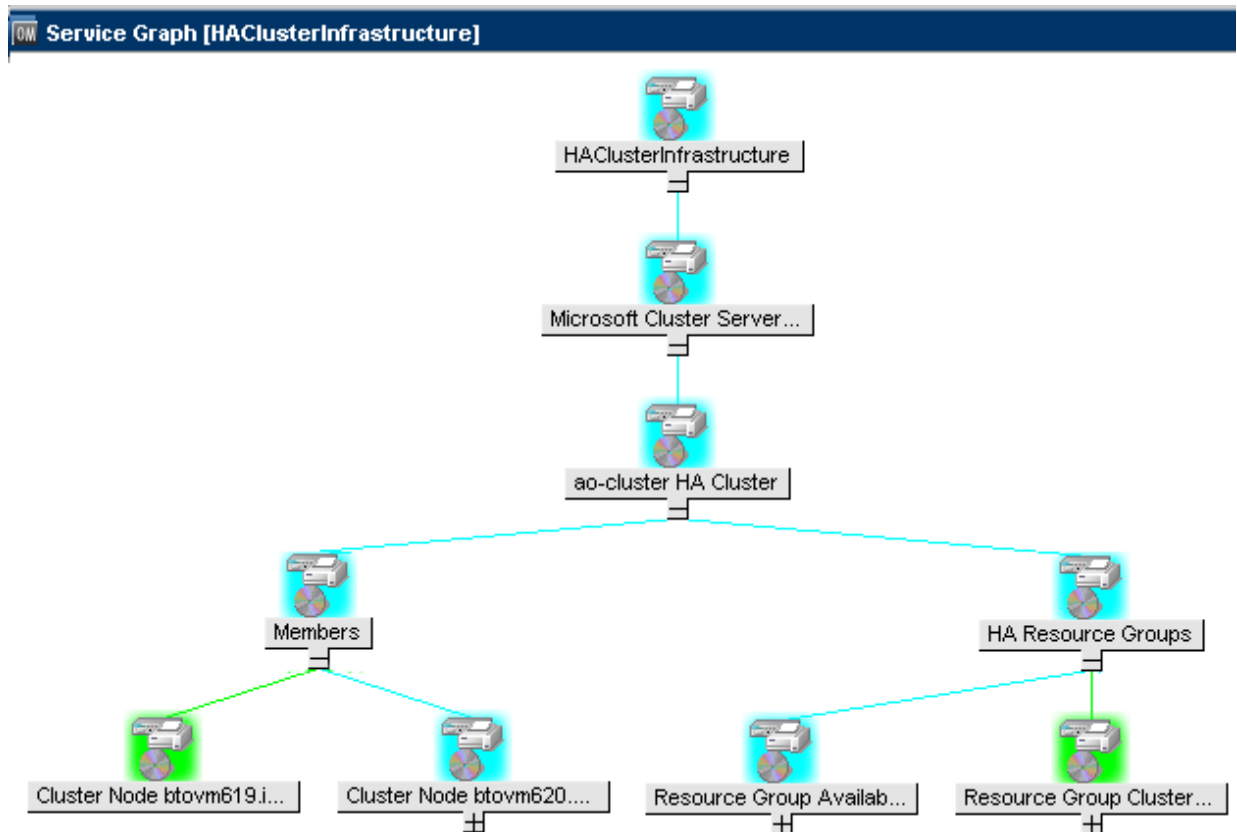 OM Service Graph [HAClusterInfrastructure]
HAClusterInfrastructure
Microsoft Cluster Server...
ao-cluster HA Cluster
Members
HA Resource Groups
Cluster Node btovm619.i...
Cluster Node btovm620....
Resource Group Availab...
Resource Group Cluster...